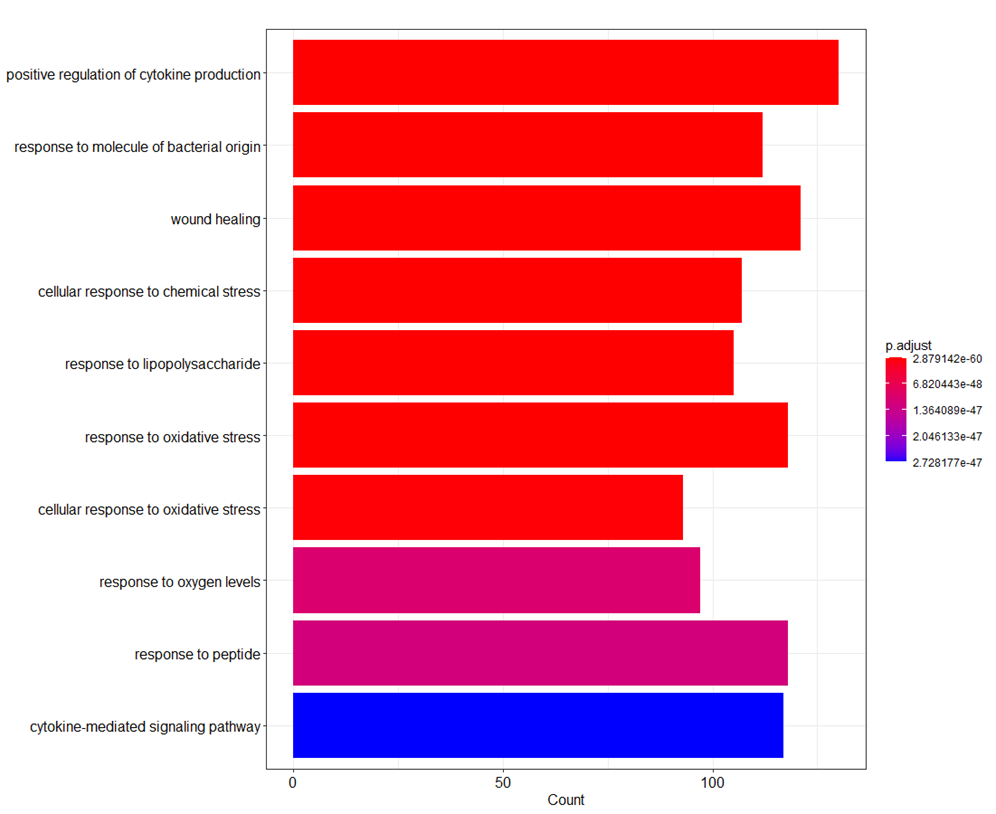 positive regulation of cytokine production
response to molecule of bacterial origin
wound healing
cellular response to chemical stress
response to lipopolysaccharide
response to oxidative stress
cellular response to oxidative stress
response to oxygen levels
response to peptide
cytokine-mediated signaling pathway
0 50 100
Count
p.adjust
2.879142e-60
6.820443e-48
1.364089e-47
2.046133e-47
2.728177e-47